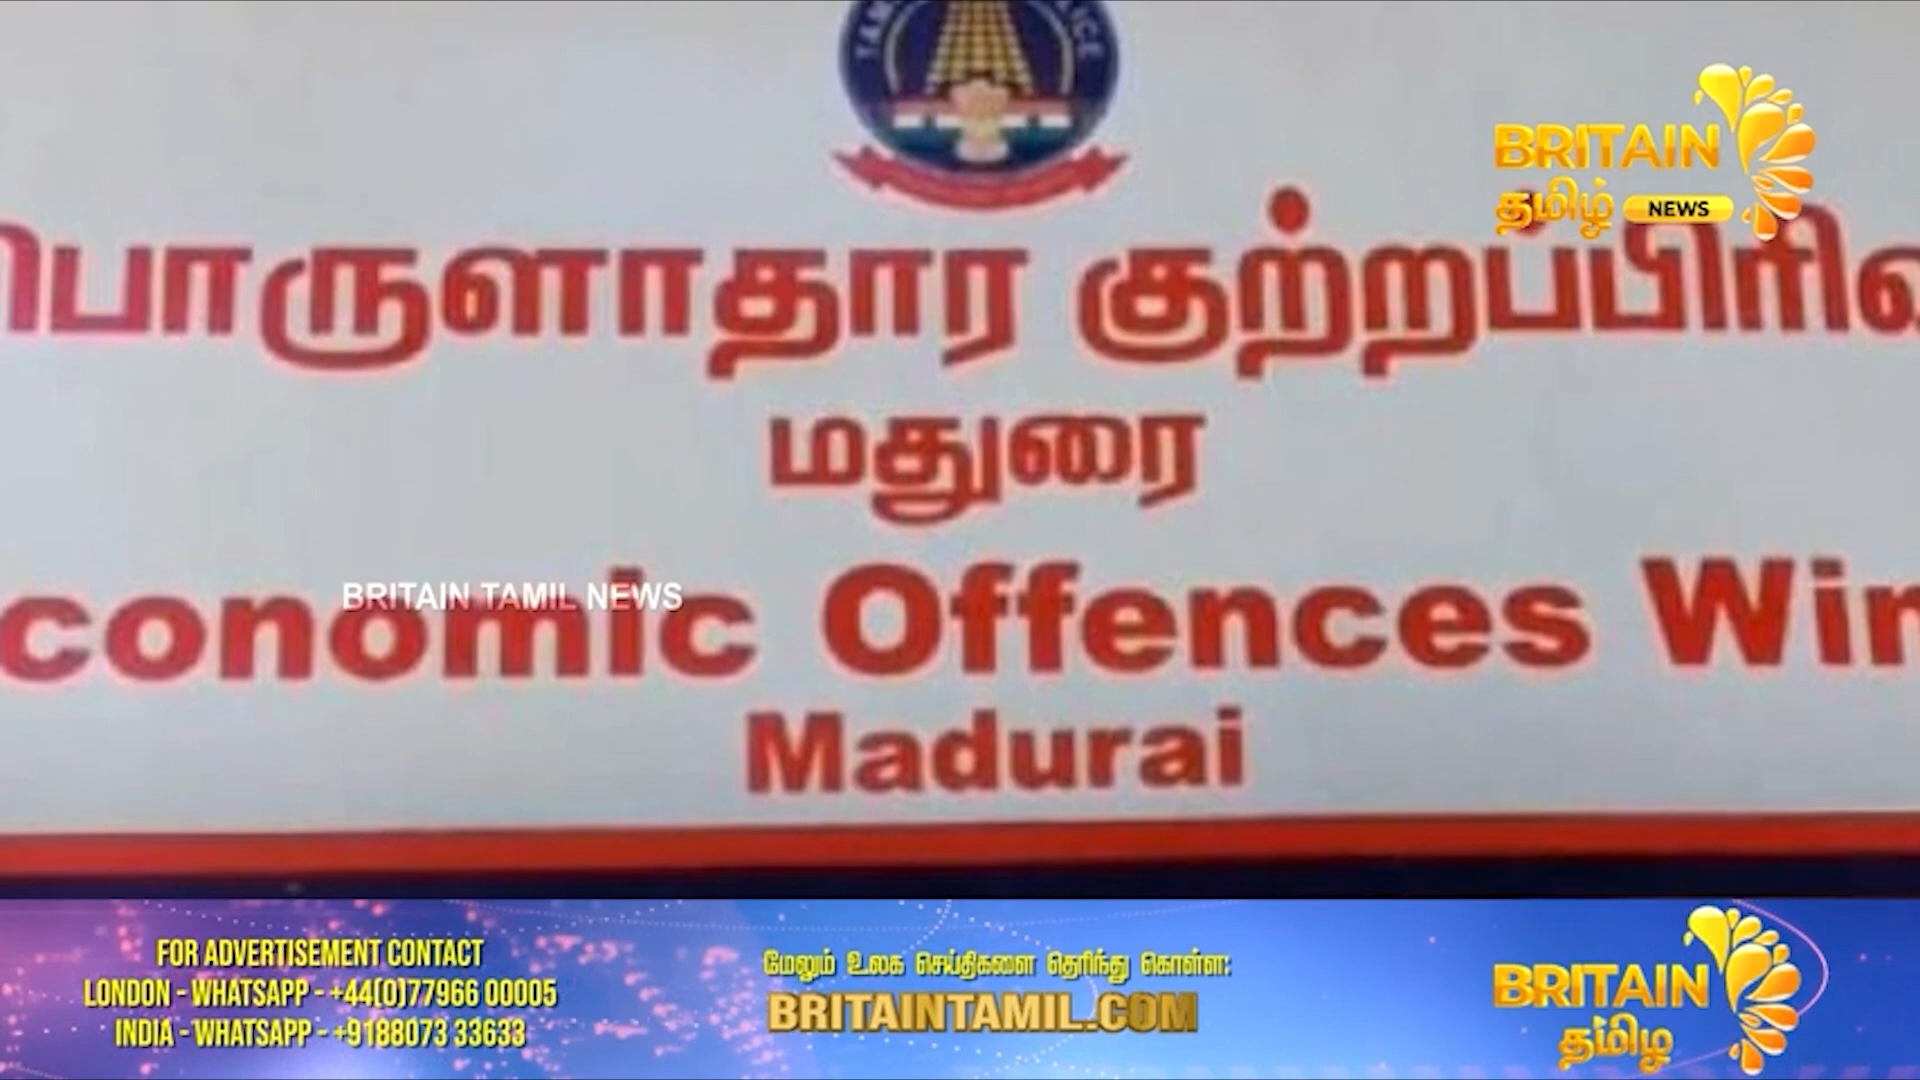 BRITAIN
தமிழ் NEWS
பொருளாதார குற்றப்பிரிவ
மதுரை
conomic Offences Win
BRITAIN TAMIL NEWS
Madurai
FOR ADVERTISEMENT CONTACT
LONDON - WHATSAPP - +44(0)77966 00005
INDIA - WHATSAPP - +9188073 33633
மேலும் உலக செய்திகளை தெரிந்து கொள்ள:
BRITAINTAMIL.COM
BRITAIN
தமிழ்